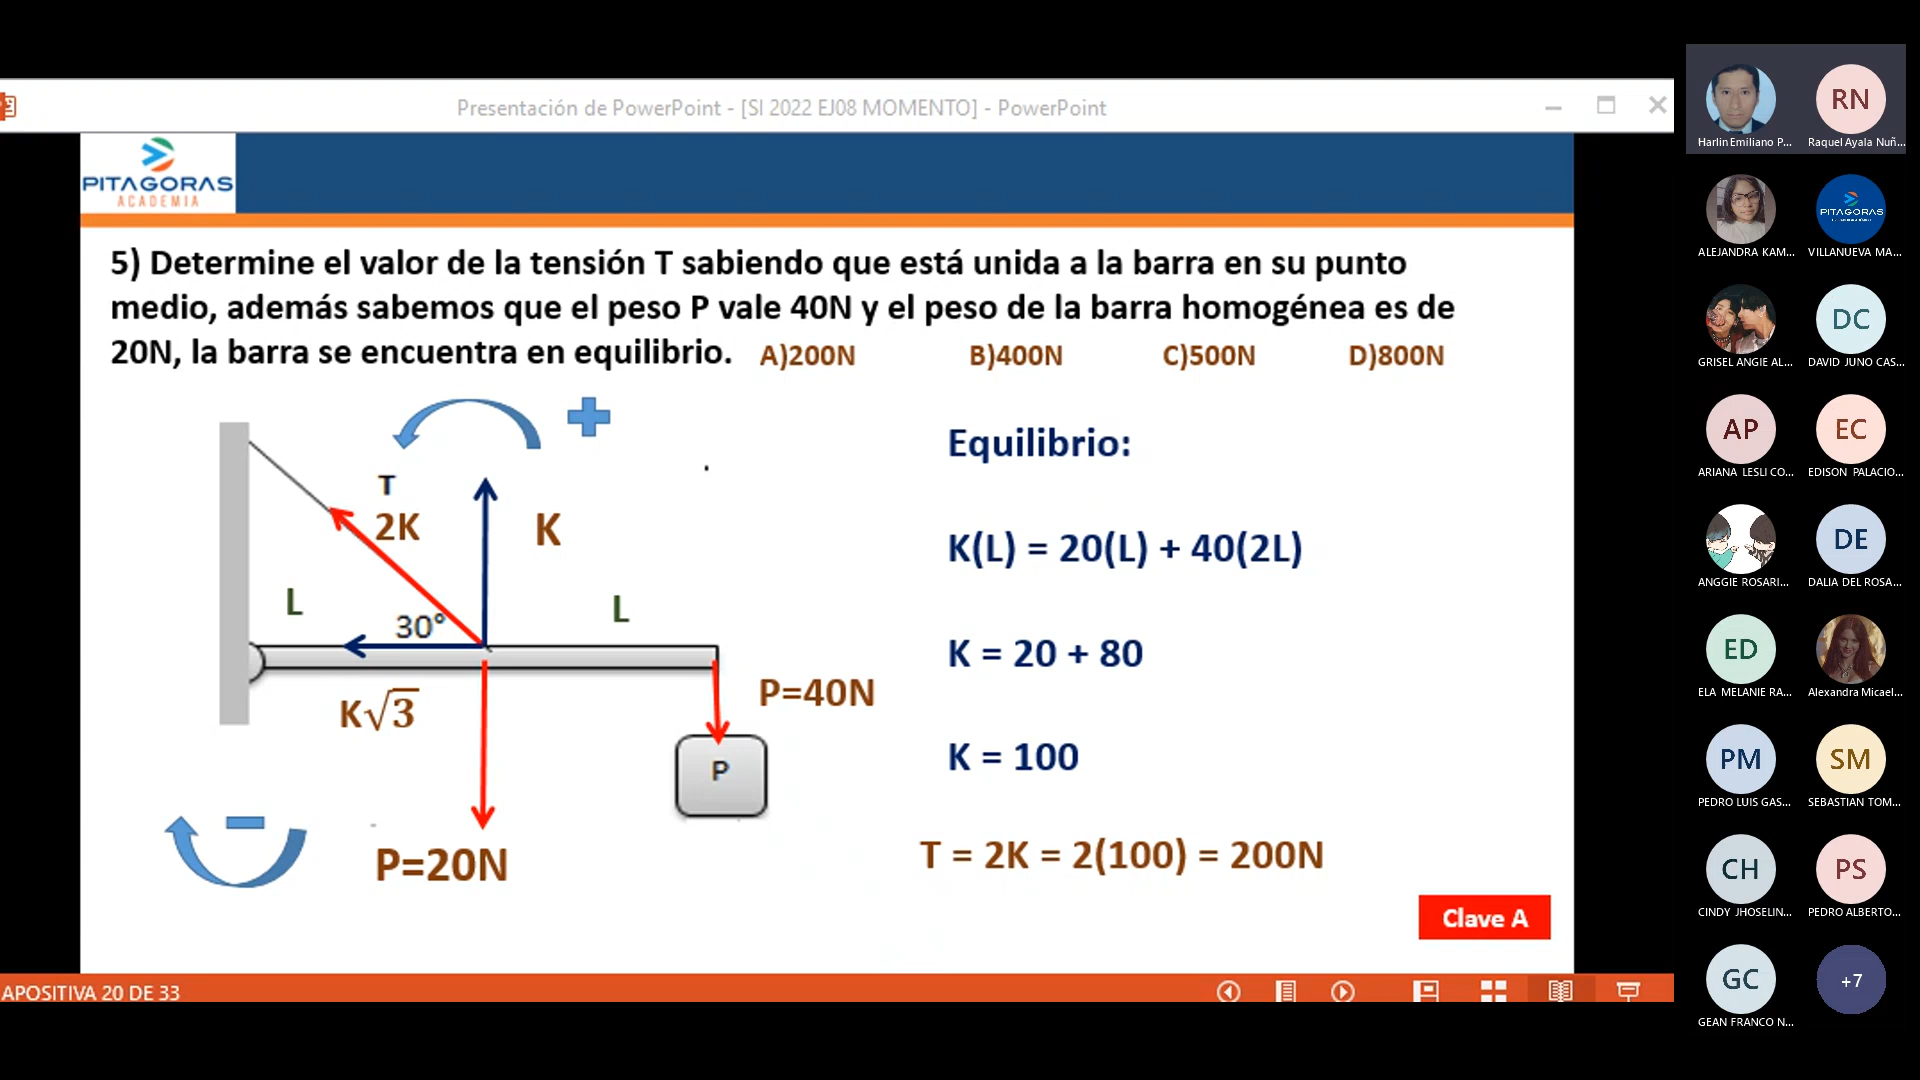 Presentación de PowerPoint - [SI 2022 EJ08 MOMENTO] - PowerPoint
PITAGORAS
ACADEMIA
5) Determine el valor de la tensión T sabiendo que está unida a la barra en su punto
medio, además sabemos que el peso P vale 40N y el peso de la barra homogénea es de
20N, la barra se encuentra en equilibrio. A)200N B)400N C)500N D)800N
T
2K
K
L
30°
L
K√3
P=40N
P
P=20N
Equilibrio:
K(L) = 20(L) + 40(2L)
K = 20 + 80
K = 100
T = 2K = 2(100) = 200N
Clave A
APOSITIVA 20 DE 33
RN
Harlin Emiliano P...
Raquel Ayala Nuñ...
PITAGORAS
ALEJANDRA KAM...
VILLANUEVA MA...
DC
GRISEL ANGIE AL...
DAVID JUNO CAS...
AP
EC
ARIANA LESLI CO...
EDISON PALACIO...
DE
ANGGIE ROSARI...
DALIA DEL ROSA...
ED
ELA MELANIE RA...
Alexandra Micael...
PM
SM
PEDRO LUIS GAS...
SEBASTIAN TOM...
CH
PS
CINDY JHOSELIN...
PEDRO ALBERTO...
GC
+7
GEAN FRANCO N...